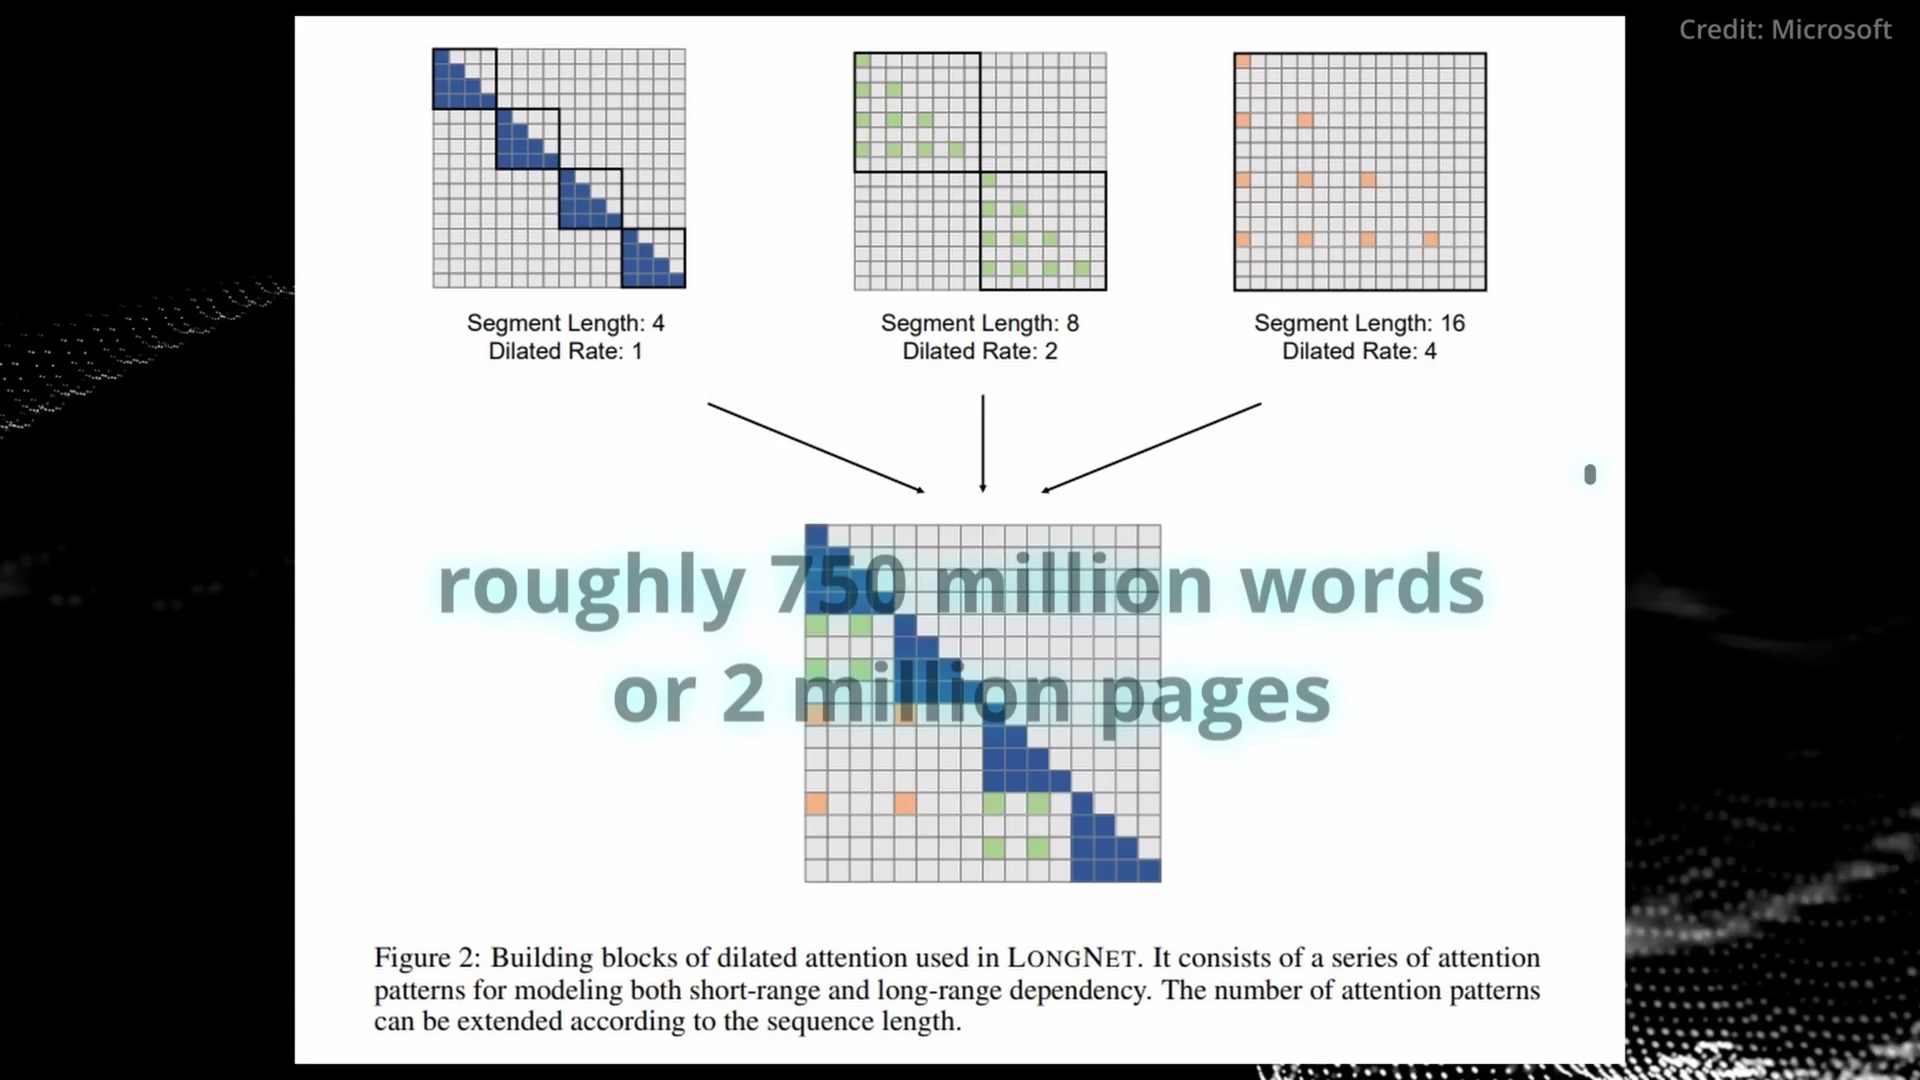 Credit: Microsoft
Segment Length: 4
Dilated Rate: 1
Segment Length: 8
Dilated Rate: 2
Segment Length: 16
Dilated Rate: 4
roughly 750 million words
or 2 million pages
Figure 2: Building blocks of dilated attention used in LONGNET. It consists of a series of attention
patterns for modeling both short-range and long-range dependency. The number of attention patterns
can be extended according to the sequence length.